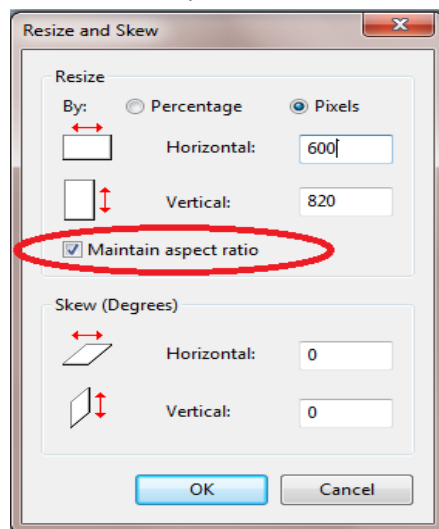 Resize and Skew
Resize
By: Percentage Pixels
Horizontal: 600
Vertical: 820
Maintain aspect ratio
Skew (Degrees)
Horizontal: 0
Vertical: 0
OK Cancel